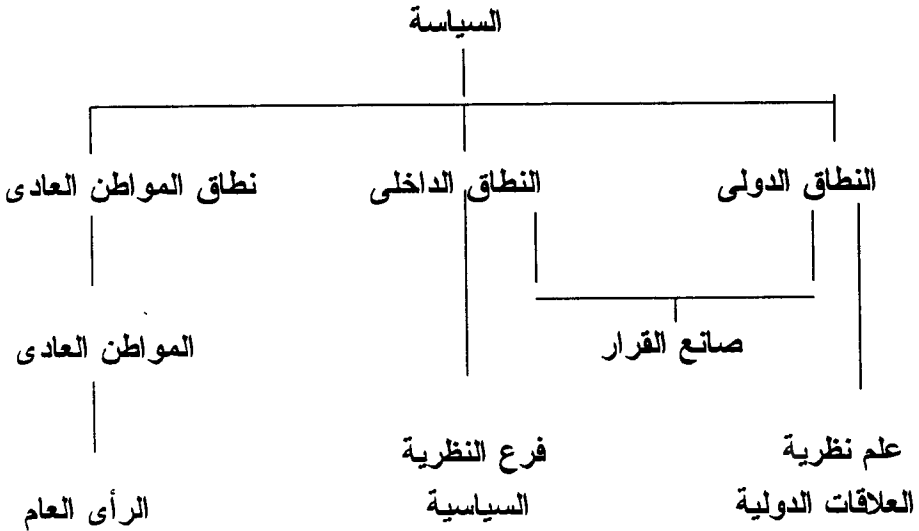 السياسة
النطاق الدولى
النطاق الداخلى
نطاق المواطن العادى
صانع القرار
المواطن العادى
علم نظرية
العلاقات الدولية
فرع النظرية
السياسية
الرأى العام